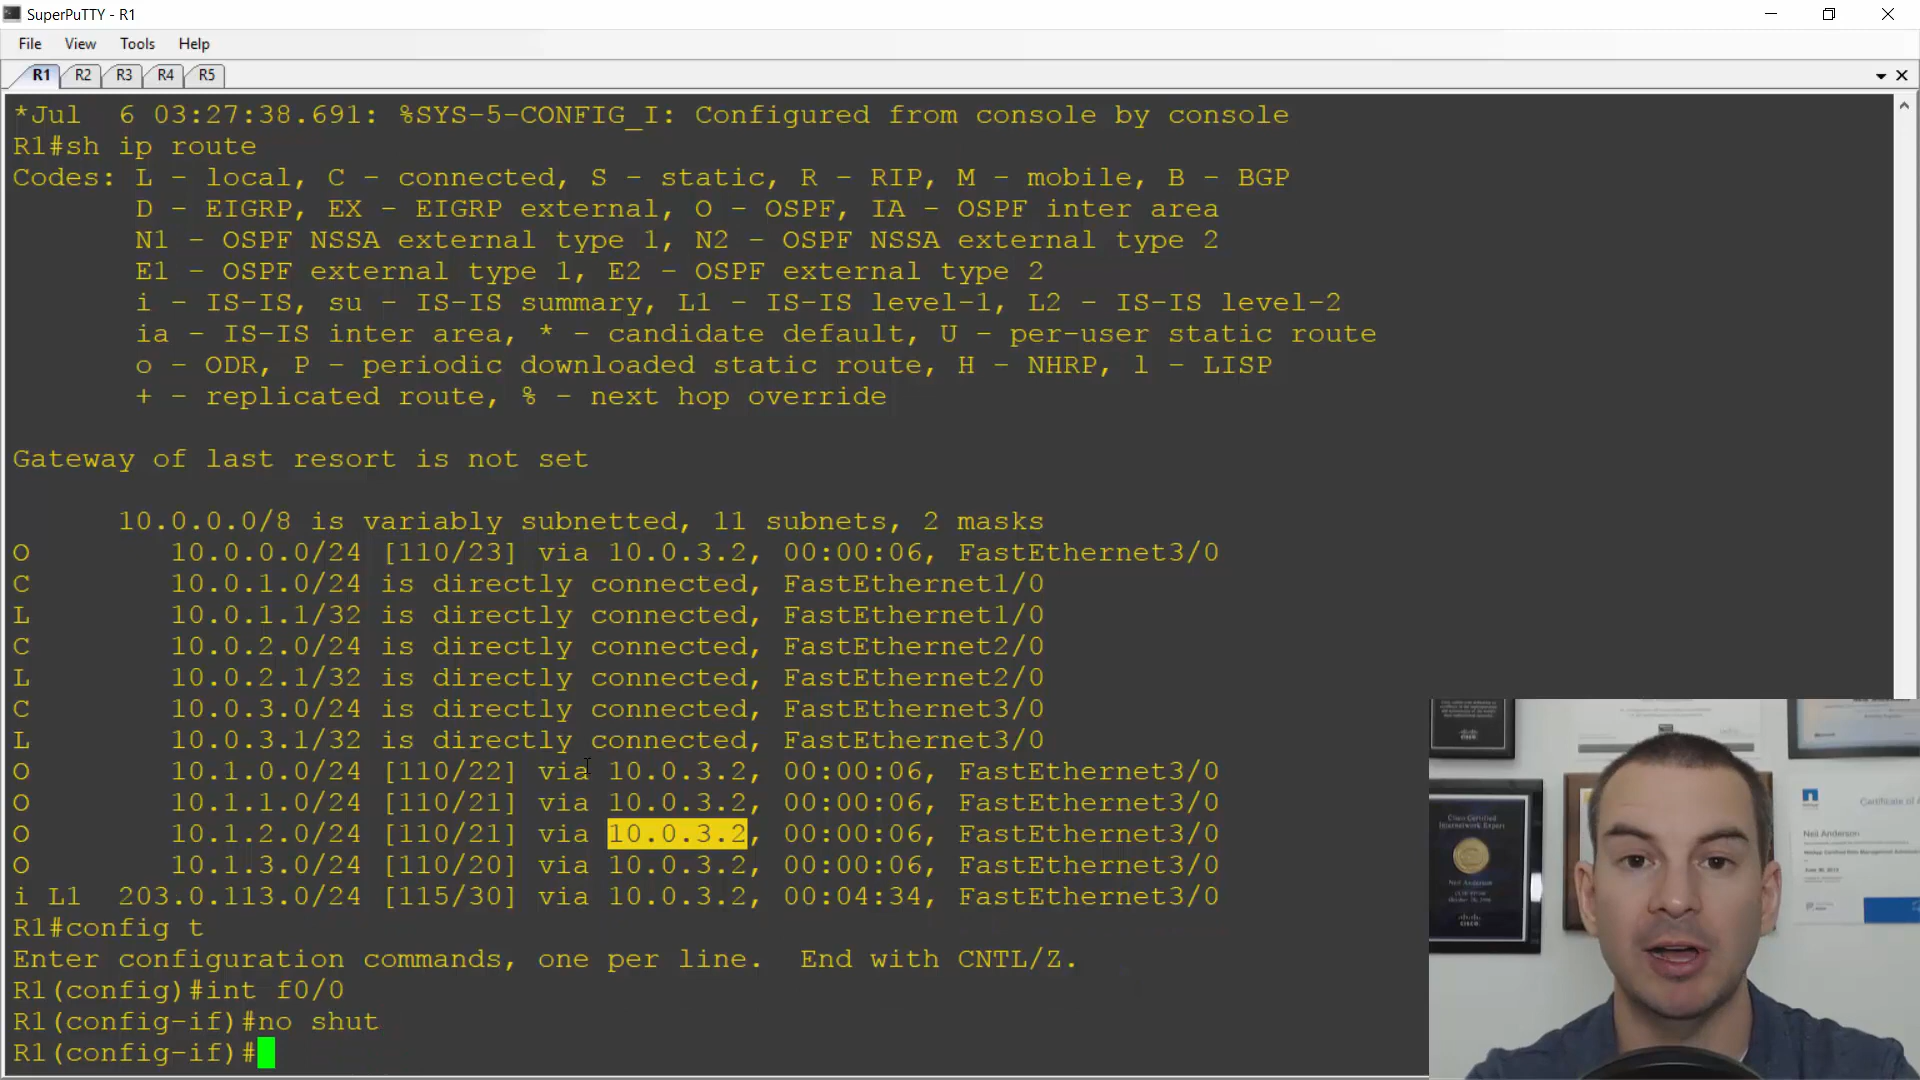 SuperPuTTY - R1
File View Tools Help
R1 R2 R3 R4 R5
*Jul  6 03:27:38.691: %SYS-5-CONFIG_I: Configured from console by console
R1#sh ip route
Codes: L - local, C - connected, S - static, R - RIP, M - mobile, B - BGP
D - EIGRP, EX - EIGRP external, O - OSPF, IA - OSPF inter area
N1 - OSPF NSSA external type 1, N2 - OSPF NSSA external type 2
E1 - OSPF external type 1, E2 - OSPF external type 2
i - IS-IS, su - IS-IS summary, L1 - IS-IS level-1, L2 - IS-IS level-2
ia - IS-IS inter area, * - candidate default, U - per-user static route
o - ODR, P - periodic downloaded static route, H - NHRP, l - LISP
+ - replicated route, % - next hop override
Gateway of last resort is not set
10.0.0.0/8 is variably subnetted, 11 subnets, 2 masks
O 10.0.0.0/24 [110/23] via 10.0.3.2, 00:00:06, FastEthernet3/0
C 10.0.1.0/24 is directly connected, FastEthernet1/0
L 10.0.1.1/32 is directly connected, FastEthernet1/0
C 10.0.2.0/24 is directly connected, FastEthernet2/0
L 10.0.2.1/32 is directly connected, FastEthernet2/0
C 10.0.3.0/24 is directly connected, FastEthernet3/0
L 10.0.3.1/32 is directly connected, FastEthernet3/0
O 10.1.0.0/24 [110/22] via 10.0.3.2, 00:00:06, FastEthernet3/0
O 10.1.1.0/24 [110/21] via 10.0.3.2, 00:00:06, FastEthernet3/0
O 10.1.2.0/24 [110/21] via 10.0.3.2, 00:00:06, FastEthernet3/0
O 10.1.3.0/24 [110/20] via 10.0.3.2, 00:00:06, FastEthernet3/0
i L1 203.0.113.0/24 [115/30] via 10.0.3.2, 00:04:34, FastEthernet3/0
R1#config t
Enter configuration commands, one per line.  End with CNTL/Z.
R1(config)#int f0/0
R1(config-if)#no shut
R1(config-if)#
Cisco Certified
Internetwork Expert
Neil Anderson
Certificate of
Neil Anderson